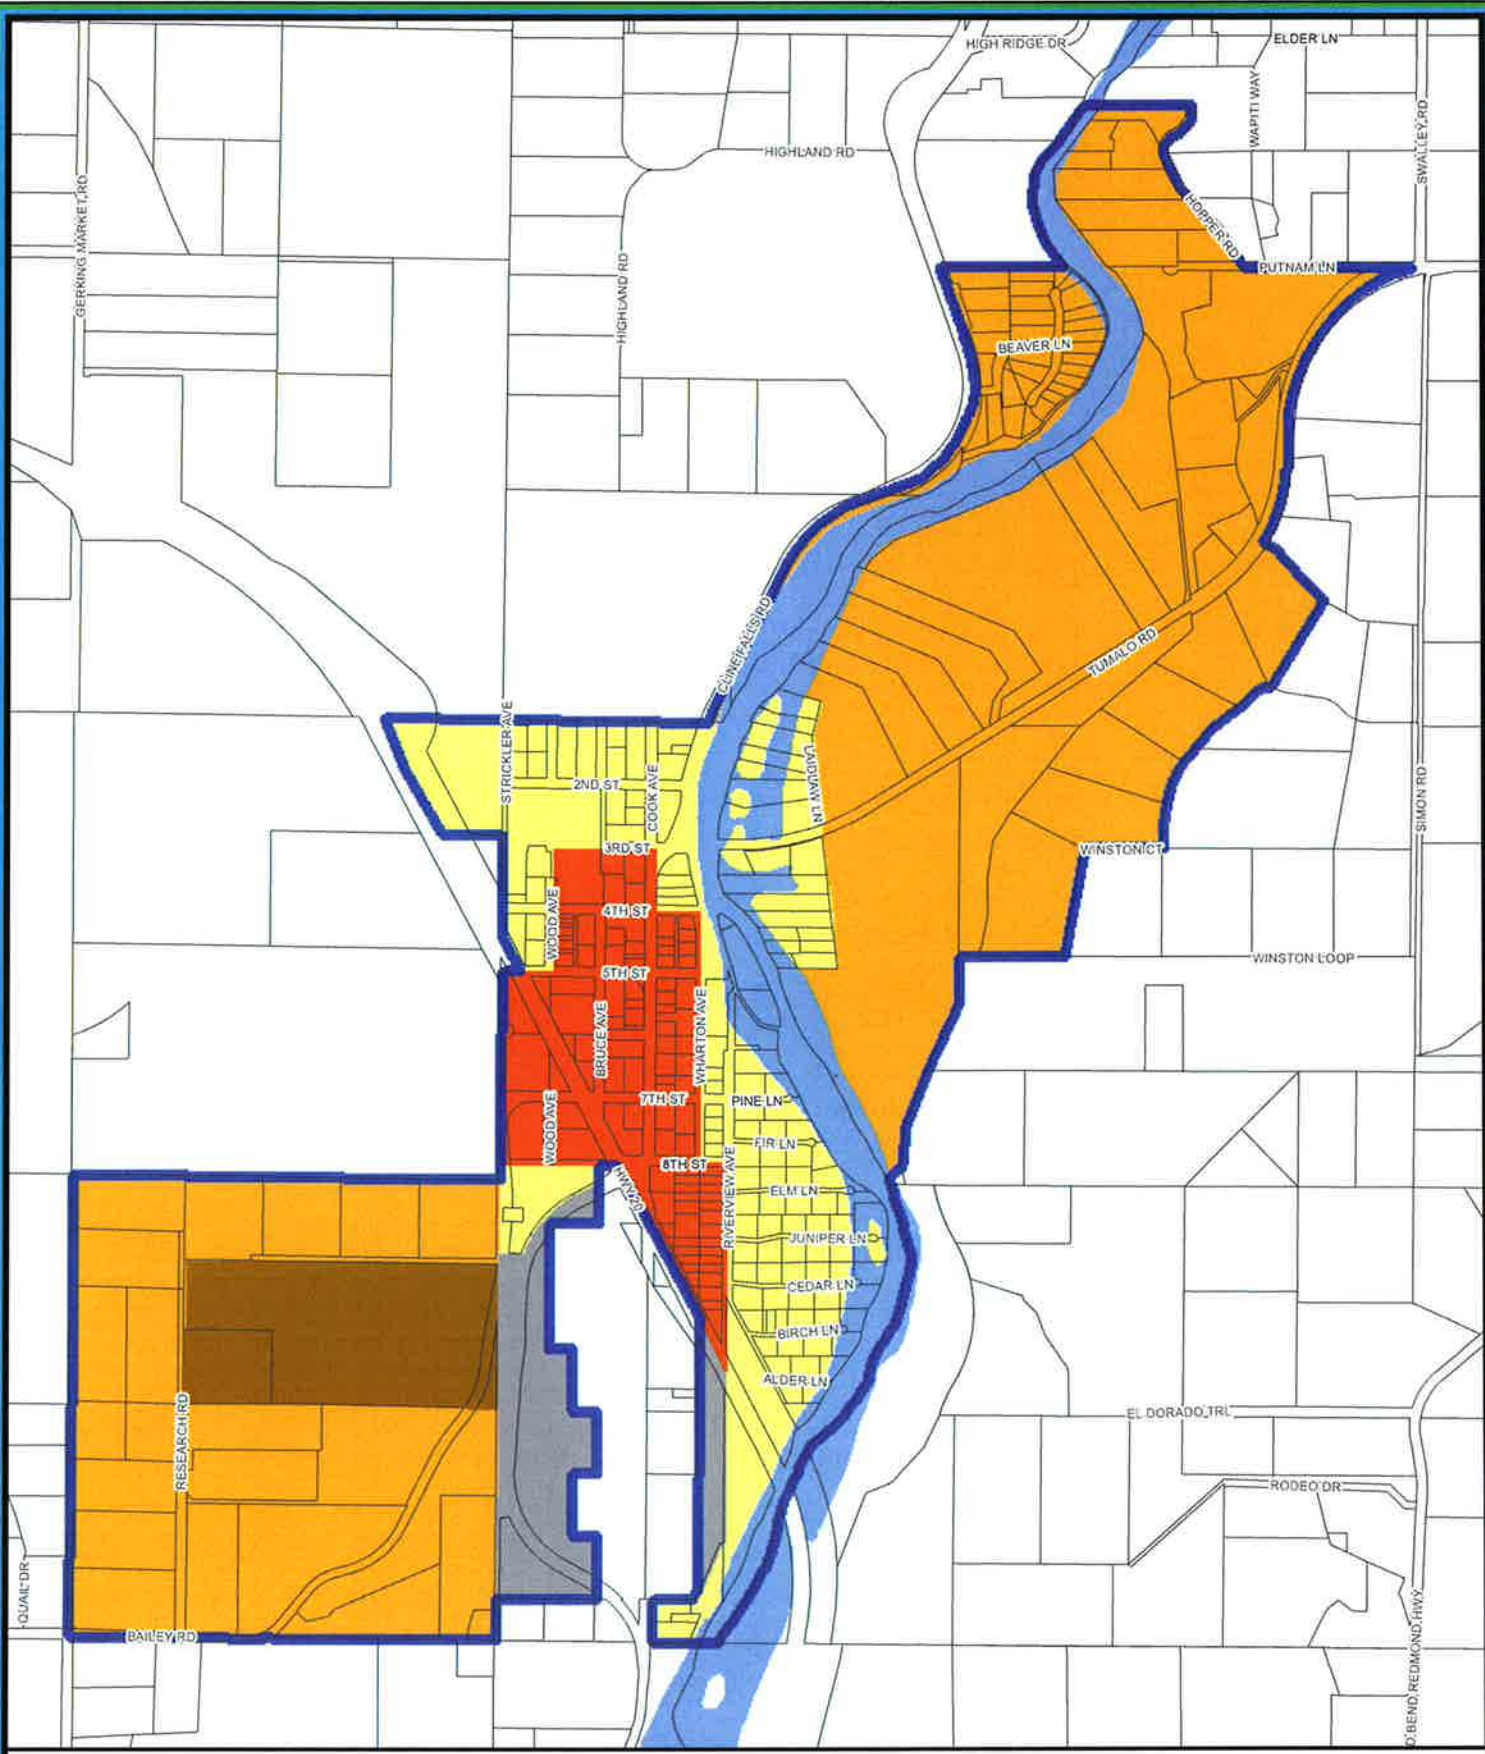 HIGH RIDGE DR
ELDER LN
WAPITI WAY
SWALLEY RD
HIGHLAND RD
GERKING MARKET RD
HOPPER RD
HIGHLAND RD
PUTNAM LN
BEAVER LN
CLINE FALLS RD
TUMALO RD
STRICKLER AVE
2ND ST
COOK AVE
LAIDLAW LN
SIMON RD
3RD ST
WINSTON CT
WOOD AVE
4TH ST
5TH ST
WINSTON LOOP
BRUCE AVE
WHARTON AVE
WOOD AVE
7TH ST
PINE LN
FIR LN
8TH ST
HWY 20
RIVERVIEW AVE
ELM LN
JUNIPER LN
CEDAR LN
BIRCH LN
ALDER LN
RESEARCH RD
EL DORADO TRL
RODEO DR
QUAIL DR
BAILEY RD
O.BEND REDMOND HWY